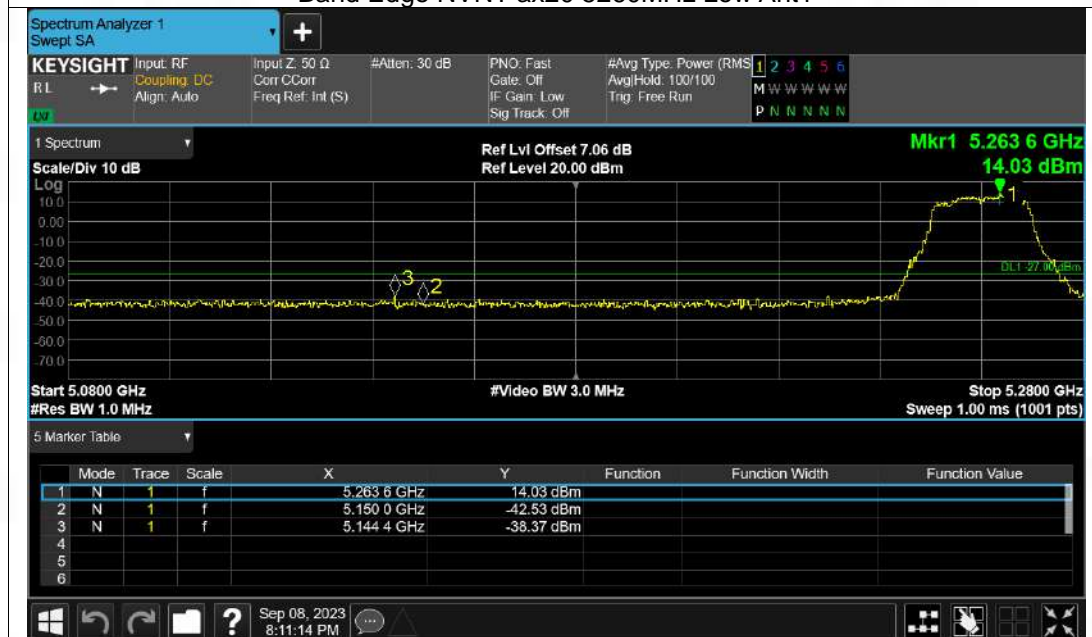 Spectrum Analyzer 1
Swept SA
+
KEYSIGHT
RL
LXI
Input: RF
Coupling: DC
Align: Auto
Input Z: 50 Ω
Corr CCorr
Freq Ref: Int (S)
#Atten: 30 dB
PNO: Fast
Gate: Off
IF Gain: Low
Sig Track: Off
#Avg Type: Power (RMS
Avg|Hold: 100/100
Trig: Free Run
1 2 3 4 5 6
M W W W W W
P N N N N N
1 Spectrum
Scale/Div 10 dB
Ref Lvl Offset 7.06 dB
Ref Level 20.00 dBm
Mkr1 5.263 6 GHz
14.03 dBm
Log
10.0
0.00
-10.0
-20.0
-30.0
-40.0
-50.0
-60.0
-70.0
1
3
2
DL1 -27.00 dBm
Start 5.0800 GHz
#Res BW 1.0 MHz
#Video BW 3.0 MHz
Stop 5.2800 GHz
Sweep 1.00 ms (1001 pts)
5 Marker Table
Mode Trace Scale X Y Function Function Width Function Value
1 N 1 f 5.263 6 GHz 14.03 dBm
2 N 1 f 5.150 0 GHz -42.53 dBm
3 N 1 f 5.144 4 GHz -38.37 dBm
4
5
6
?
Sep 08, 2023
8:11:14 PM